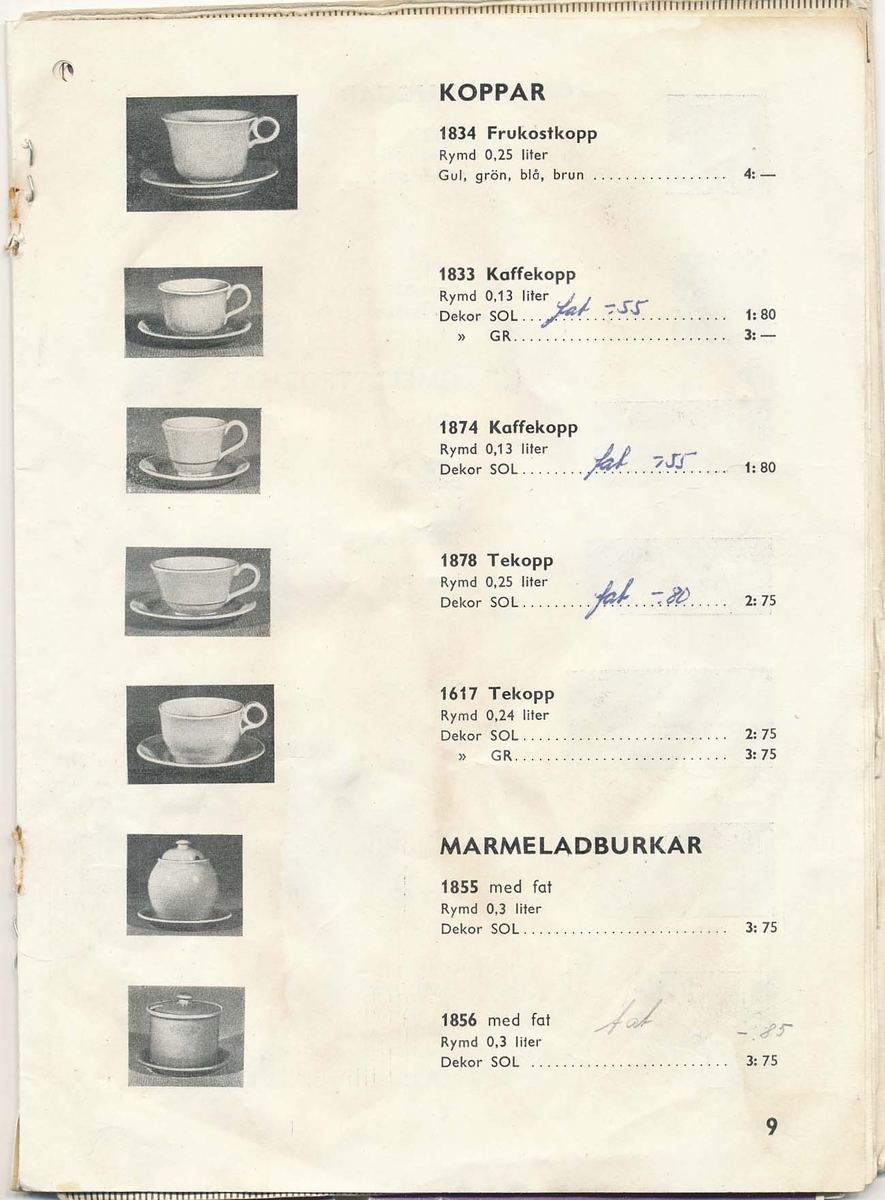 KOPPAR
1834 Frukostkopp
Rymd 0,25 liter
Gul, grön, blå, brun ................. 4: —
1833 Kaffekopp
Rymd 0,13 liter
fat -:55
Dekor SOL.......................... 1: 80
» GR........................... 3: —
1874 Kaffekopp
Rymd 0,13 liter
fat -:55
Dekor SOL.......................... 1: 80
1878 Tekopp
Rymd 0,25 liter
fat -:80
Dekor SOL.......................... 2: 75
1617 Tekopp
Rymd 0,24 liter
Dekor SOL.......................... 2: 75
» GR........................... 3: 75
MARMELADBURKAR
1855 med fat
Rymd 0,3 liter
Dekor SOL.......................... 3: 75
1856 med fat
fat -:85
Rymd 0,3 liter
Dekor SOL ......................... 3: 75
9